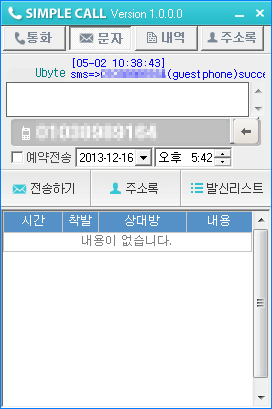 SIMPLE CALL Version 1.0.0.0
통화 문자 내역 주소록
[05-02 10:38:43]
Ubyte sms=> (guestphone)succe
예약전송 2013-12-16 오후 5:42
전송하기 주소록 발신리스트
시간 착발 상대방 내용
내용이 없습니다.